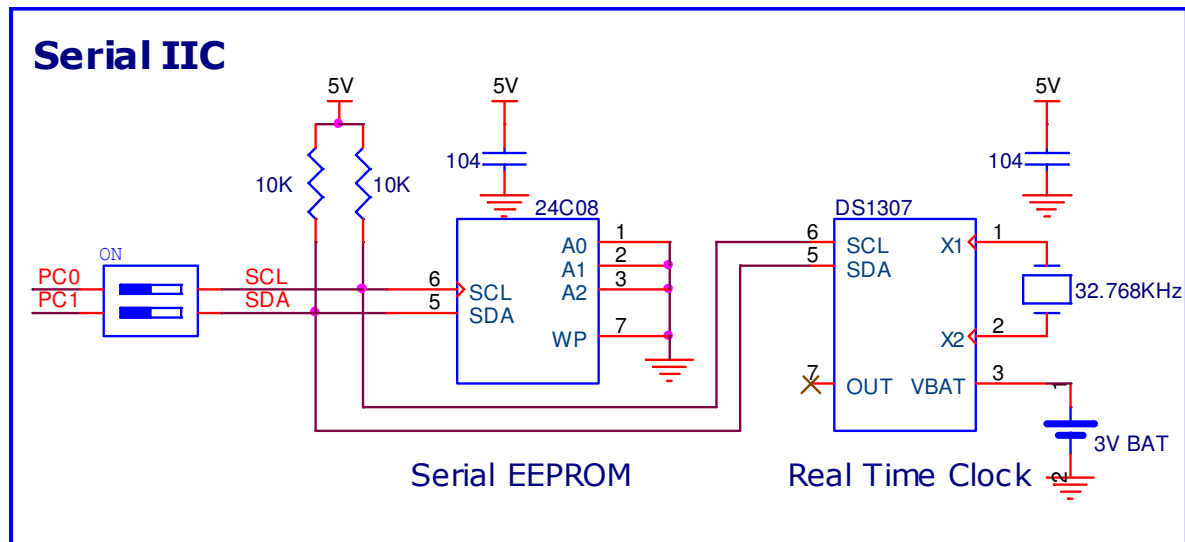 Serial IIC
5V 5V 5V
104 104
10K 10K
24C08 DS1307
ON
PC0 SCL 6 SCL A0 1 6 SCL X1 1
PC1 SDA 5 SDA A1 2 5 SDA
A2 3 32.768KHz
WP 7 X2 2
7 OUT VBAT 3 1
3V BAT
2
Serial EEPROM Real Time Clock